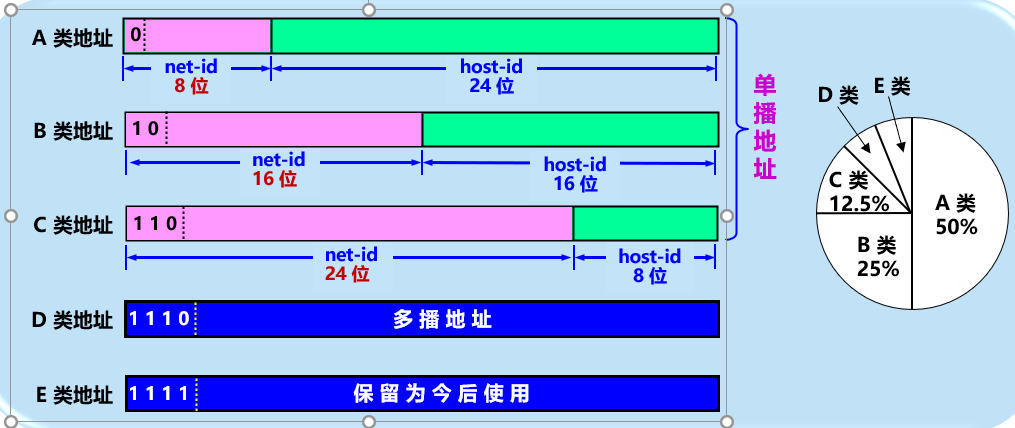 A 类地址
0
net-id
8 位
host-id
24 位
B 类地址
1 0
net-id
16 位
host-id
16 位
C 类地址
1 1 0
net-id
24 位
host-id
8 位
D 类地址
1 1 1 0
多播地址
E 类地址
1 1 1 1
保留为今后使用
单播地址
D 类
E 类
C 类
12.5%
A 类
50%
B 类
25%